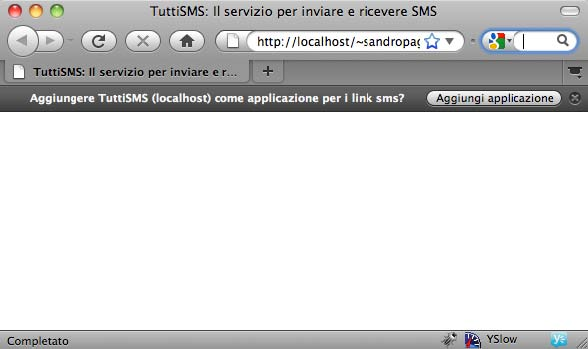 TuttiSMS: Il servizio per inviare e ricevere SMS
http://localhost/~sandropag
TuttiSMS: Il servizio per inviare e r...
Aggiungere TuttiSMS (localhost) come applicazione per i link sms?
Aggiungi applicazione
Completato
YSlow